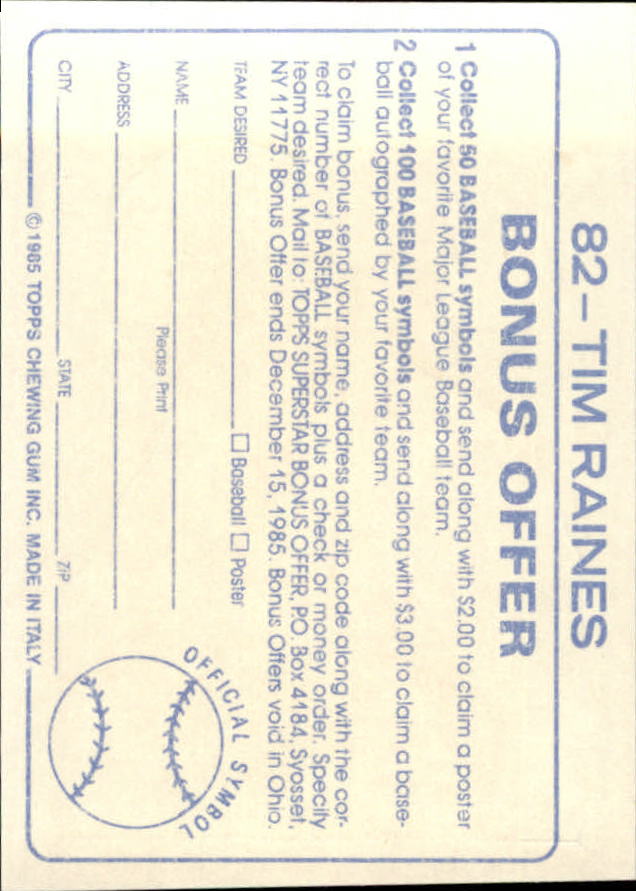 82-TIM RAINES
BONUS OFFER
1 Collect 50 BASEBALL symbols and send along with $2.00 to claim a poster
of your favorite Major League Baseball team.
2 Collect 100 BASEBALL symbols and send along with $3.00 to claim a base-
ball autographed by your favorite team.
To claim bonus, send your name, address and zip code along with the cor-
rect number of BASEBALL symbols plus a check or money order. Specify
team desired. Mail to: TOPPS SUPERSTAR BONUS OFFER, P.O. Box 4184, Syosset,
NY 11775. Bonus Offer ends December 15, 1985. Bonus Offers void in Ohio.
TEAM DESIRED ☐ Baseball ☐ Poster
NAME
Please Print
ADDRESS
CITY STATE ZIP
OFFICIAL SYMBOL
© 1985 TOPPS CHEWING GUM INC. MADE IN ITALY